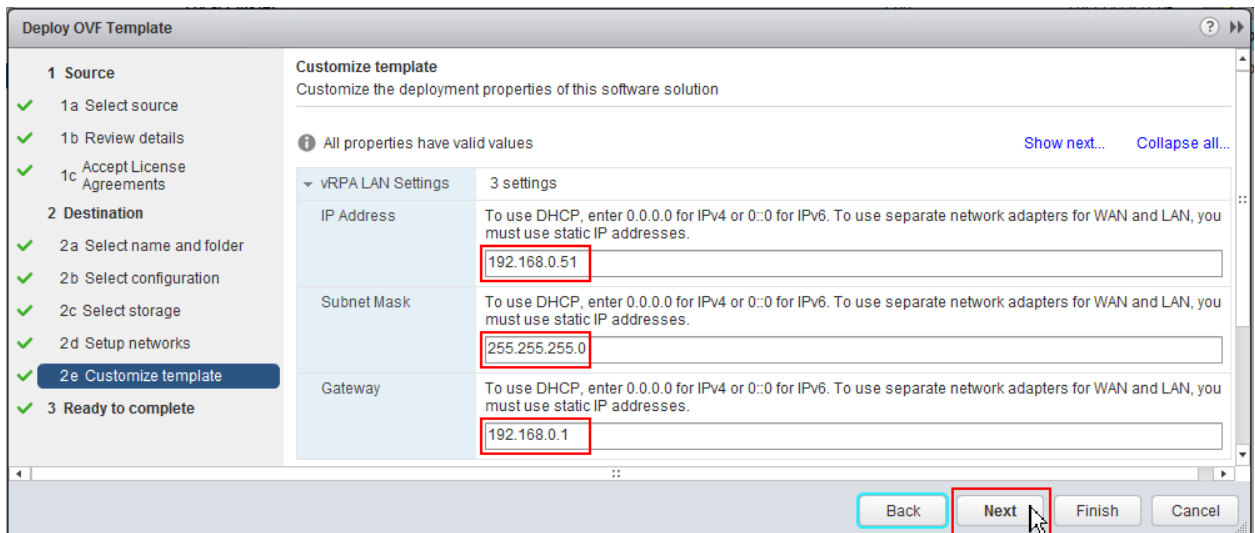 Deploy OVF Template
?
1 Source
1a Select source
1b Review details
1c Accept License
Agreements
2 Destination
2a Select name and folder
2b Select configuration
2c Select storage
2d Setup networks
2e Customize template
3 Ready to complete
Customize template
Customize the deployment properties of this software solution
All properties have valid values
Show next...
Collapse all...
vRPA LAN Settings
3 settings
IP Address
To use DHCP, enter 0.0.0.0 for IPv4 or 0::0 for IPv6. To use separate network adapters for WAN and LAN, you
must use static IP addresses.
192.168.0.51
Subnet Mask
To use DHCP, enter 0.0.0.0 for IPv4 or 0::0 for IPv6. To use separate network adapters for WAN and LAN, you
must use static IP addresses.
255.255.255.0
Gateway
To use DHCP, enter 0.0.0.0 for IPv4 or 0::0 for IPv6. To use separate network adapters for WAN and LAN, you
must use static IP addresses.
192.168.0.1
Back
Next
Finish
Cancel